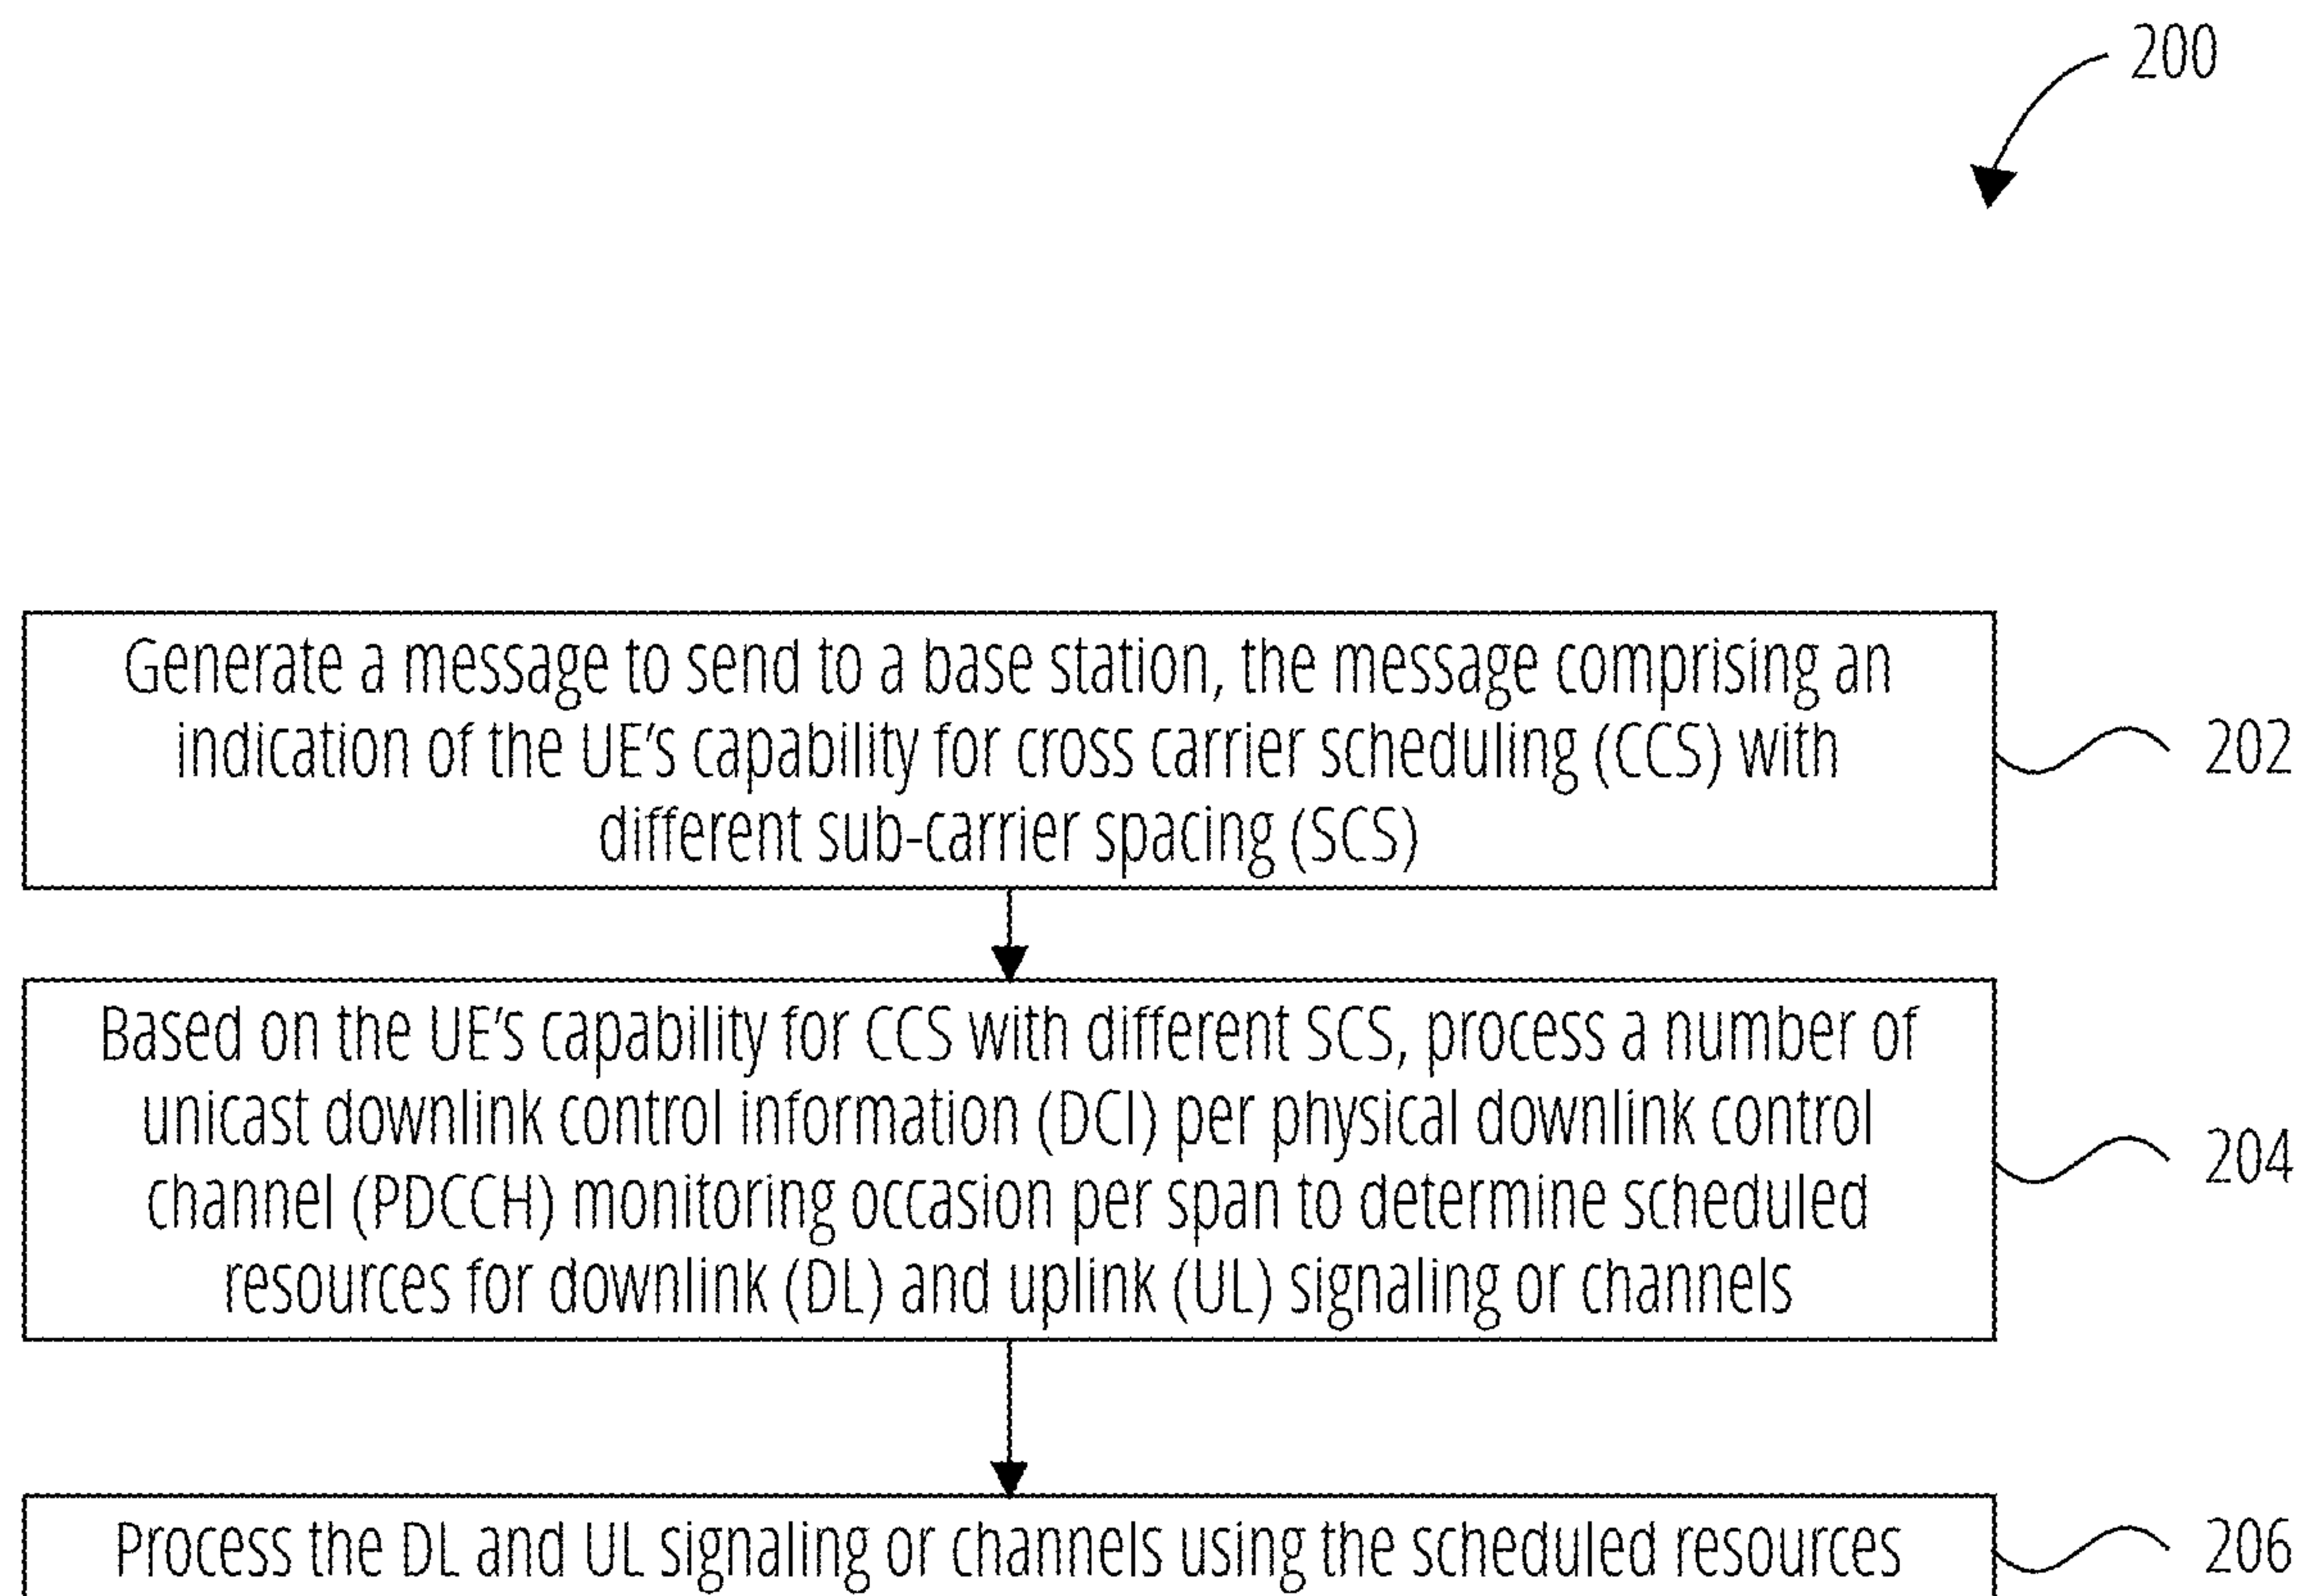 200
Generate a message to send to a base station, the message comprising an
indication of the UE’s capability for cross carrier scheduling (CCS) with
different sub-carrier spacing (SCS)
202
Based on the UE’s capability for CCS with different SCS, process a number of
unicast downlink control information (DCI) per physical downlink control
channel (PDCCH) monitoring occasion per span to determine scheduled
resources for downlink (DL) and uplink (UL) signaling or channels
204
Process the DL and UL signaling or channels using the scheduled resources
206